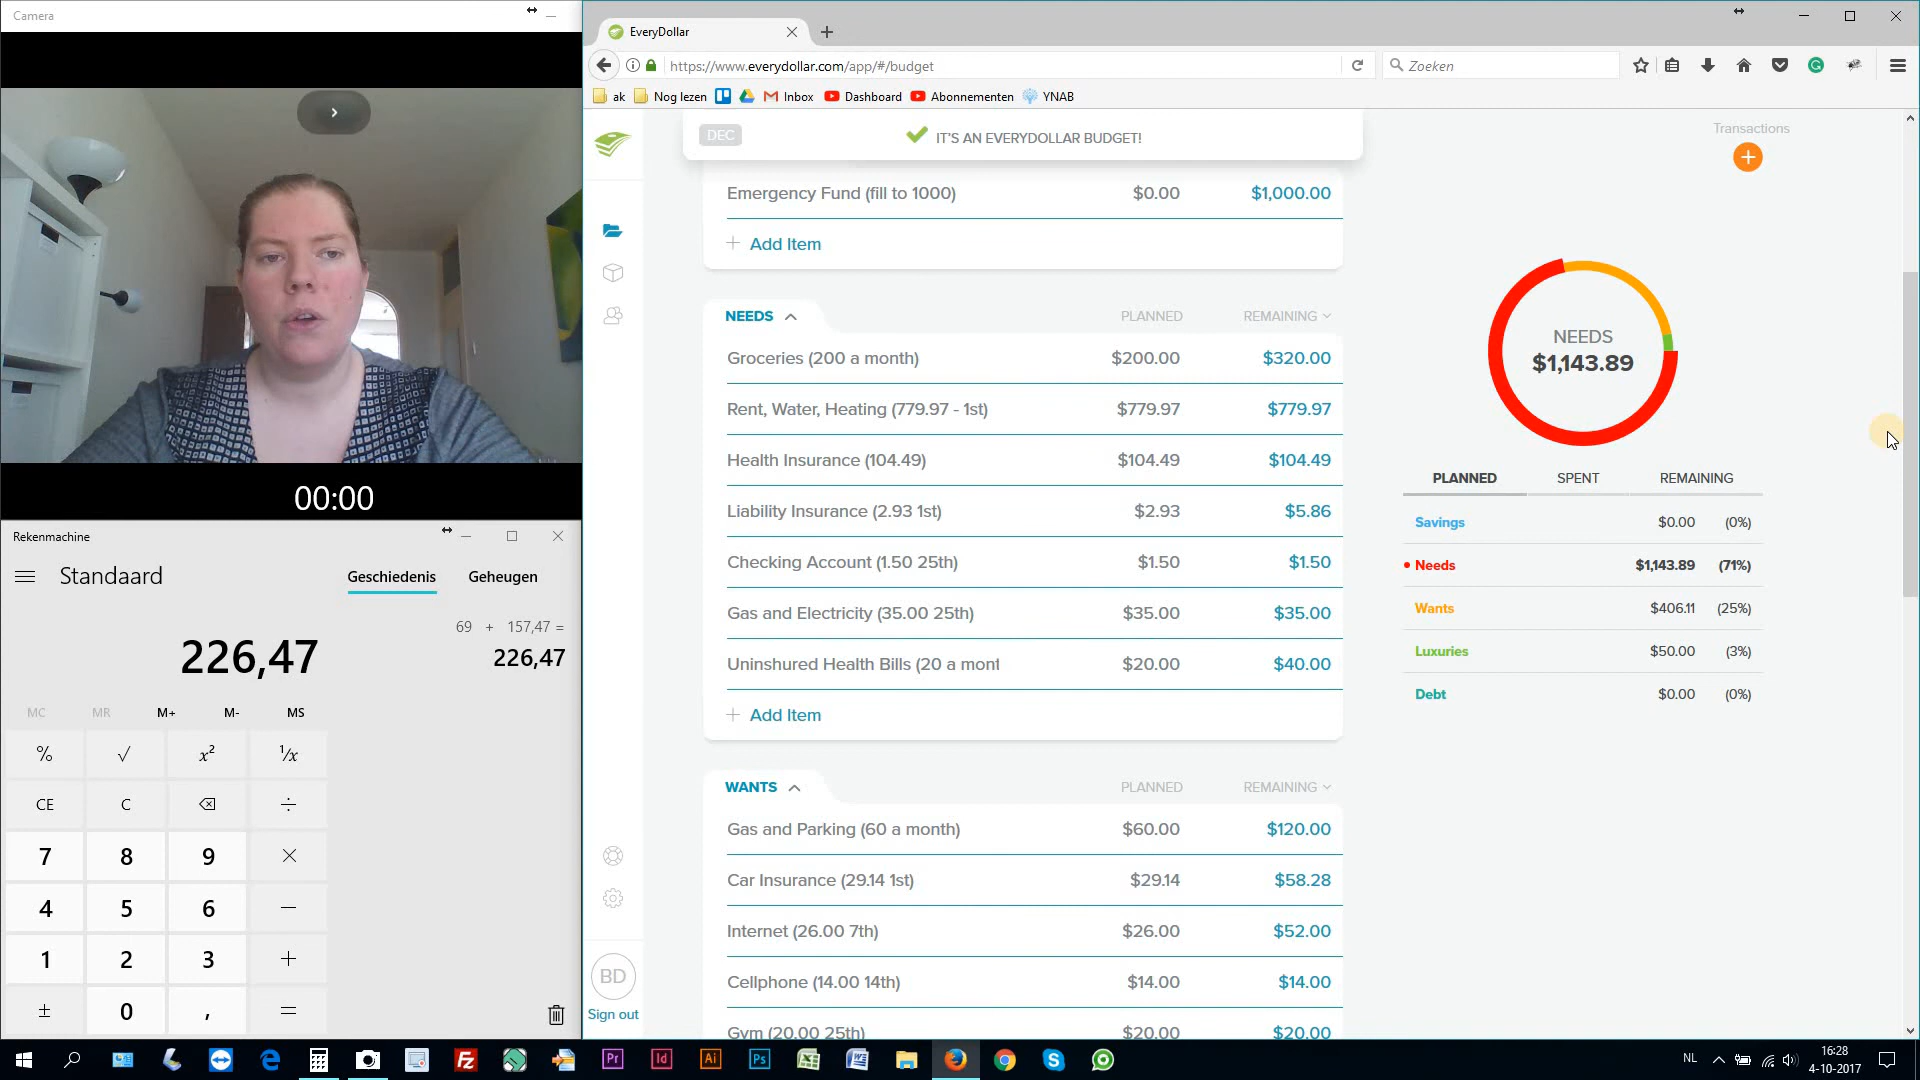 Camera
00:00
Rekenmachine
Standaard
Geschiedenis
Geheugen
69 + 157,47 =
226,47
226,47
MC MR M+ M- MS
% √ x² ¹/x
CE C ÷
7 8 9 ×
4 5 6 −
1 2 3 +
± 0 , =
EveryDollar
https://www.everydollar.com/app/#/budget
Zoeken
ak Nog lezen Inbox Dashboard Abonnementen YNAB
DEC
IT'S AN EVERYDOLLAR BUDGET!
Transactions
Emergency Fund (fill to 1000) $0.00 $1,000.00
+ Add Item
NEEDS PLANNED REMAINING
Groceries (200 a month) $200.00 $320.00
Rent, Water, Heating (779.97 - 1st) $779.97 $779.97
Health Insurance (104.49) $104.49 $104.49
Liability Insurance (2.93 1st) $2.93 $5.86
Checking Account (1.50 25th) $1.50 $1.50
Gas and Electricity (35.00 25th) $35.00 $35.00
Uninshured Health Bills (20 a mont $20.00 $40.00
+ Add Item
WANTS PLANNED REMAINING
Gas and Parking (60 a month) $60.00 $120.00
Car Insurance (29.14 1st) $29.14 $58.28
Internet (26.00 7th) $26.00 $52.00
Cellphone (14.00 14th) $14.00 $14.00
Gym (20.00 25th) $20.00 $20.00
BD
Sign out
NEEDS
$1,143.89
PLANNED SPENT REMAINING
Savings $0.00 (0%)
Needs $1,143.89 (71%)
Wants $406.11 (25%)
Luxuries $50.00 (3%)
Debt $0.00 (0%)
Fz Pr Id Ai Ps
NL
16:28
4-10-2017